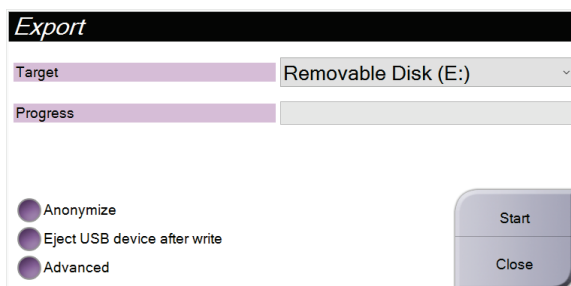 Export
Target
Removable Disk (E:)
Progress
Anonymize
Eject USB device after write
Advanced
Start
Close